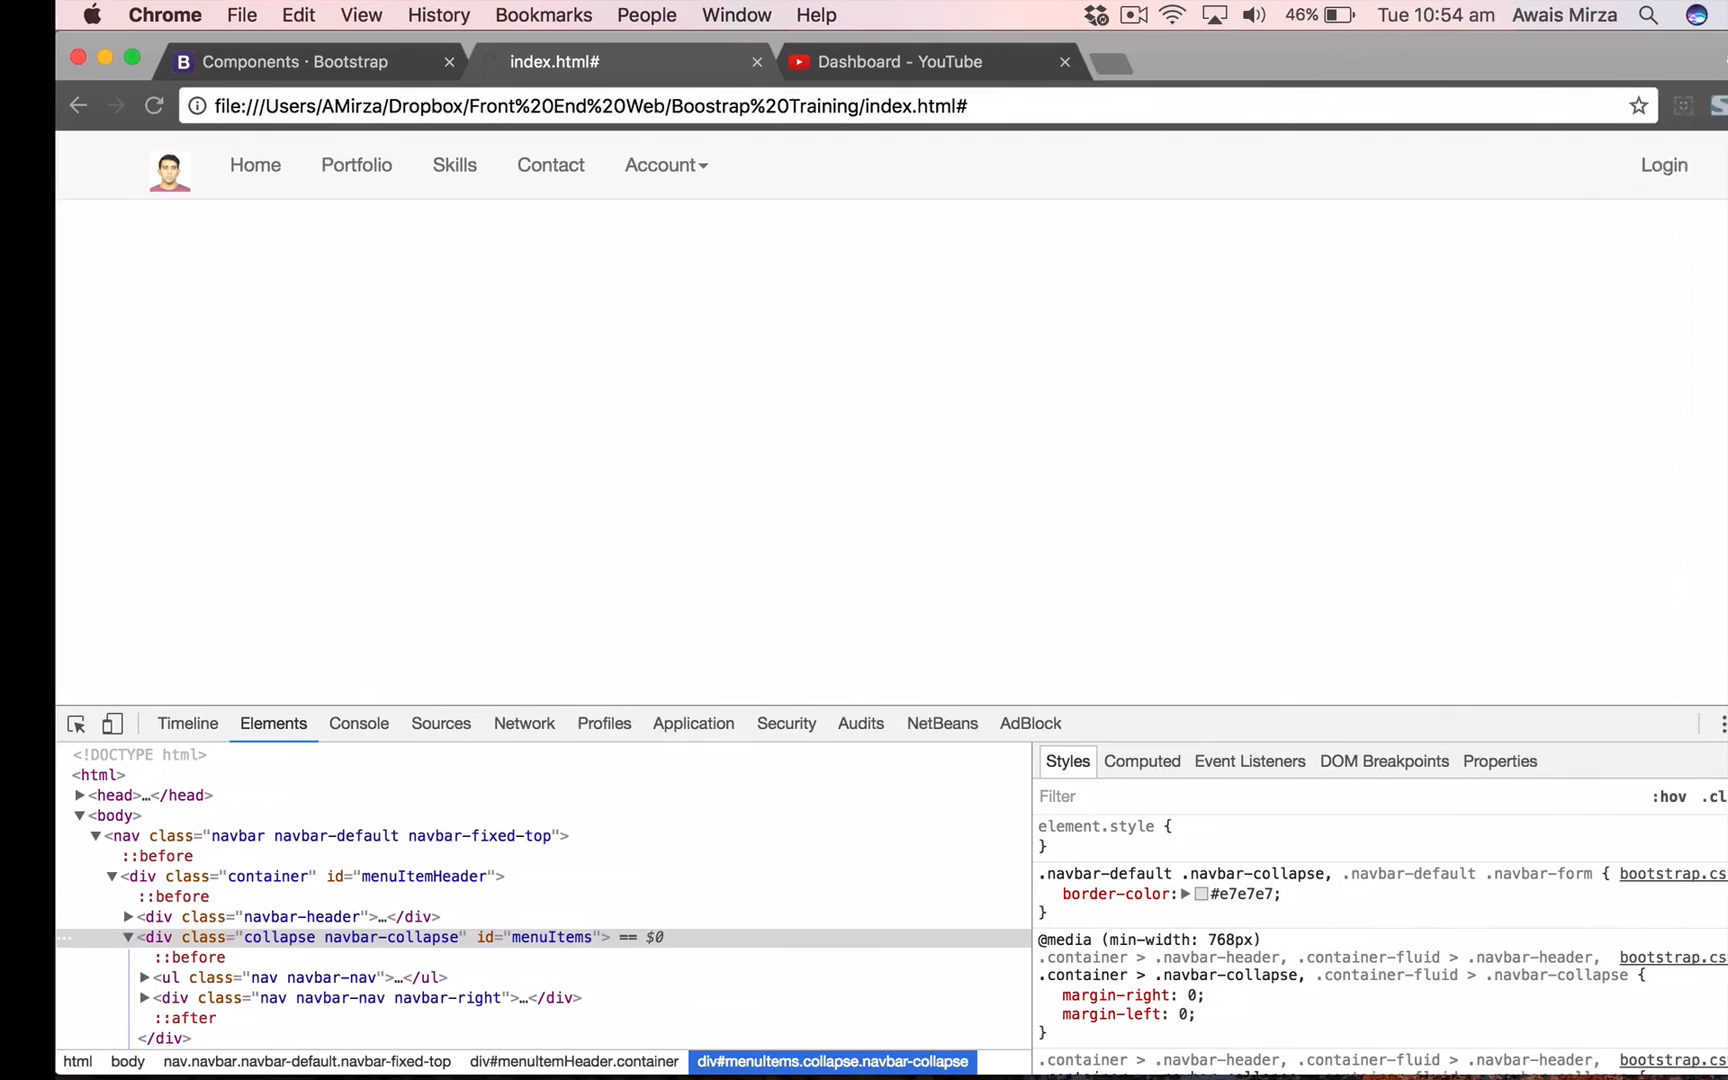 Chrome File Edit View History Bookmarks People Window Help 46% Tue 10:54 am Awais Mirza
B Components · Bootstrap index.html# Dashboard - YouTube
file:///Users/AMirza/Dropbox/Front%20End%20Web/Boostrap%20Training/index.html#
Home Portfolio Skills Contact Account Login
Timeline Elements Console Sources Network Profiles Application Security Audits NetBeans AdBlock
<!DOCTYPE html>
<html>
<head>…</head>
<body>
<nav class="navbar navbar-default navbar-fixed-top">
::before
<div class="container" id="menuItemHeader">
::before
<div class="navbar-header">…</div>
<div class="collapse navbar-collapse" id="menuItems"> == $0
::before
<ul class="nav navbar-nav">…</ul>
<div class="nav navbar-nav navbar-right">…</div>
::after
</div>
html body nav.navbar.navbar-default.navbar-fixed-top div#menuItemHeader.container div#menuItems.collapse.navbar-collapse
Styles Computed Event Listeners DOM Breakpoints Properties
Filter :hov .cl
element.style {
}
.navbar-default .navbar-collapse, .navbar-default .navbar-form { bootstrap.cs
border-color: #e7e7e7;
}
@media (min-width: 768px)
.container > .navbar-header, .container-fluid > .navbar-header, bootstrap.cs
.container > .navbar-collapse, .container-fluid > .navbar-collapse {
margin-right: 0;
margin-left: 0;
}
.container > .navbar-header, .container-fluid > .navbar-header, bootstrap.cs